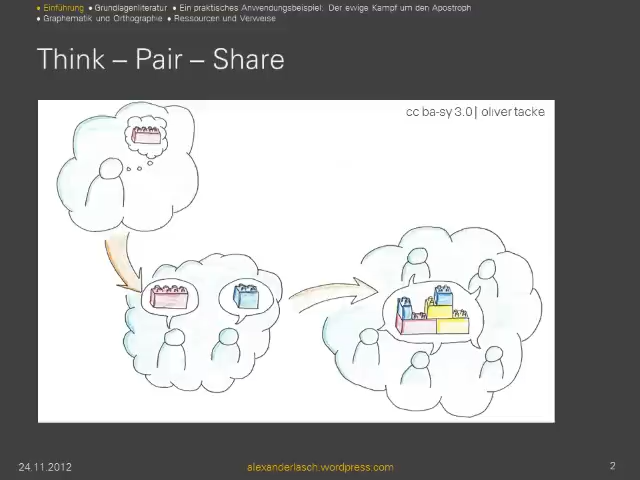 ● Einführung ● Grundlagenliteratur ● Ein praktisches Anwendungsbeispiel: Der ewige Kampf um den Apostroph
● Graphematik und Orthographie ● Ressourcen und Verweise
Think – Pair – Share
cc ba-sy 3.0| oliver tacke
24.11.2012
alexanderlasch.wordpress.com
2